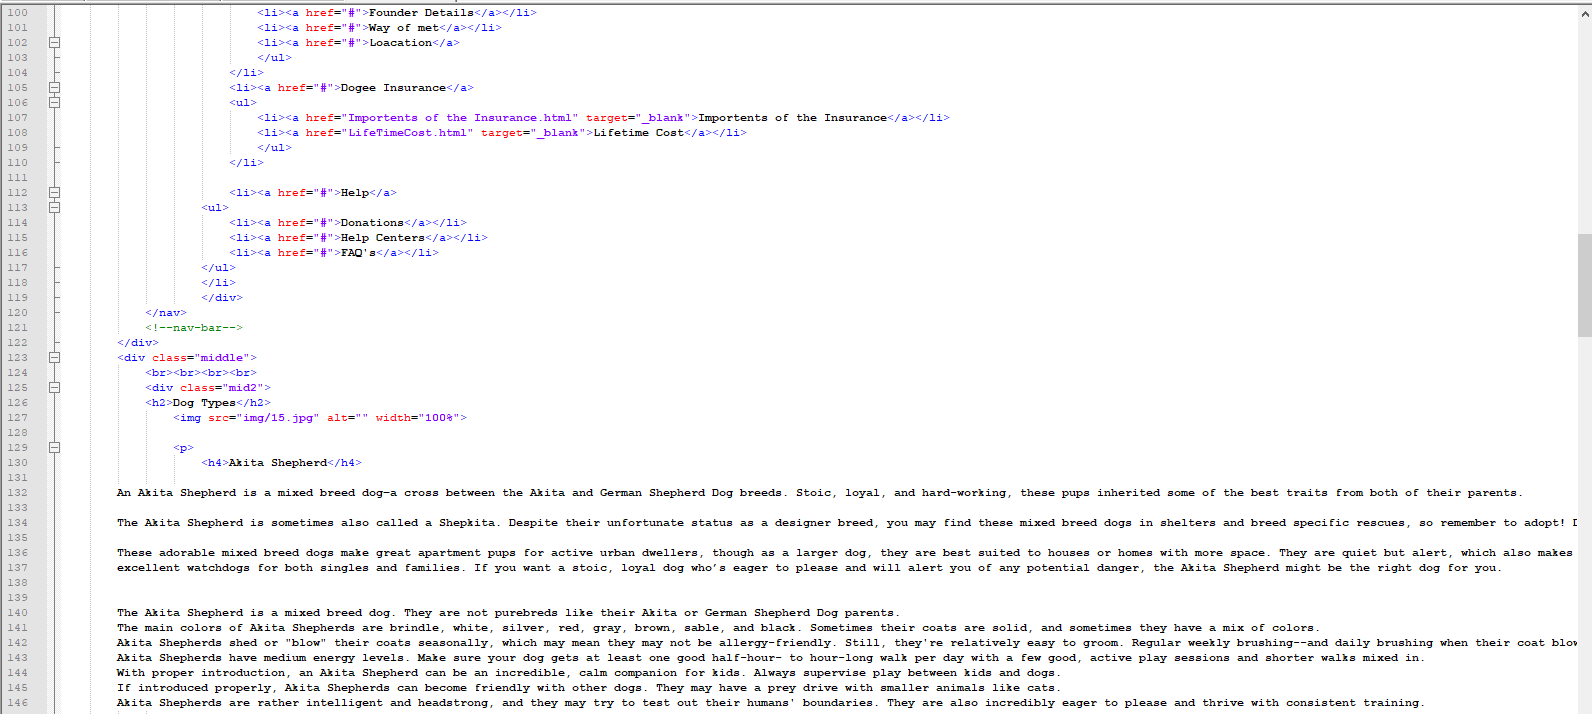 100 <li><a href="#">Founder Details</a></li>
101 <li><a href="#">Way of met</a></li>
102 <li><a href="#">Loacation</a>
103 </ul>
104 </li>
105 <li><a href="#">Dogee Insurance</a>
106 <ul>
107 <li><a href="Importents of the Insurance.html" target="_blank">Importents of the Insurance</a></li>
108 <li><a href="LifeTimeCost.html" target="_blank">Lifetime Cost</a></li>
109 </ul>
110 </li>
111
112 <li><a href="#">Help</a>
113 <ul>
114 <li><a href="#">Donations</a></li>
115 <li><a href="#">Help Centers</a></li>
116 <li><a href="#">FAQ's</a></li>
117 </ul>
118 </li>
119 </div>
120 </nav>
121 <!--nav-bar-->
122 </div>
123 <div class="middle">
124 <br><br><br><br>
125 <div class="mid2">
126 <h2>Dog Types</h2>
127 <img src="img/15.jpg" alt="" width="100%">
128
129 <p>
130 <h4>Akita Shepherd</h4>
131
132 An Akita Shepherd is a mixed breed dog–a cross between the Akita and German Shepherd Dog breeds. Stoic, loyal, and hard-working, these pups inherited some of the best traits from both of their parents.
133
134 The Akita Shepherd is sometimes also called a Shepkita. Despite their unfortunate status as a designer breed, you may find these mixed breed dogs in shelters and breed specific rescues, so remember to adopt!
135
136 These adorable mixed breed dogs make great apartment pups for active urban dwellers, though as a larger dog, they are best suited to houses or homes with more space. They are quiet but alert, which also makes
137 excellent watchdogs for both singles and families. If you want a stoic, loyal dog who’s eager to please and will alert you of any potential danger, the Akita Shepherd might be the right dog for you.
138
139
140 The Akita Shepherd is a mixed breed dog. They are not purebreds like their Akita or German Shepherd Dog parents.
141 The main colors of Akita Shepherds are brindle, white, silver, red, gray, brown, sable, and black. Sometimes their coats are solid, and sometimes they have a mix of colors.
142 Akita Shepherds shed or "blow" their coats seasonally, which may mean they may not be allergy-friendly. Still, they're relatively easy to groom. Regular weekly brushing--and daily brushing when their coat blow
143 Akita Shepherds have medium energy levels. Make sure your dog gets at least one good half-hour- to hour-long walk per day with a few good, active play sessions and shorter walks mixed in.
144 With proper introduction, an Akita Shepherd can be an incredible, calm companion for kids. Always supervise play between kids and dogs.
145 If introduced properly, Akita Shepherds can become friendly with other dogs. They may have a prey drive with smaller animals like cats.
146 Akita Shepherds are rather intelligent and headstrong, and they may try to test out their humans' boundaries. They are also incredibly eager to please and thrive with consistent training.